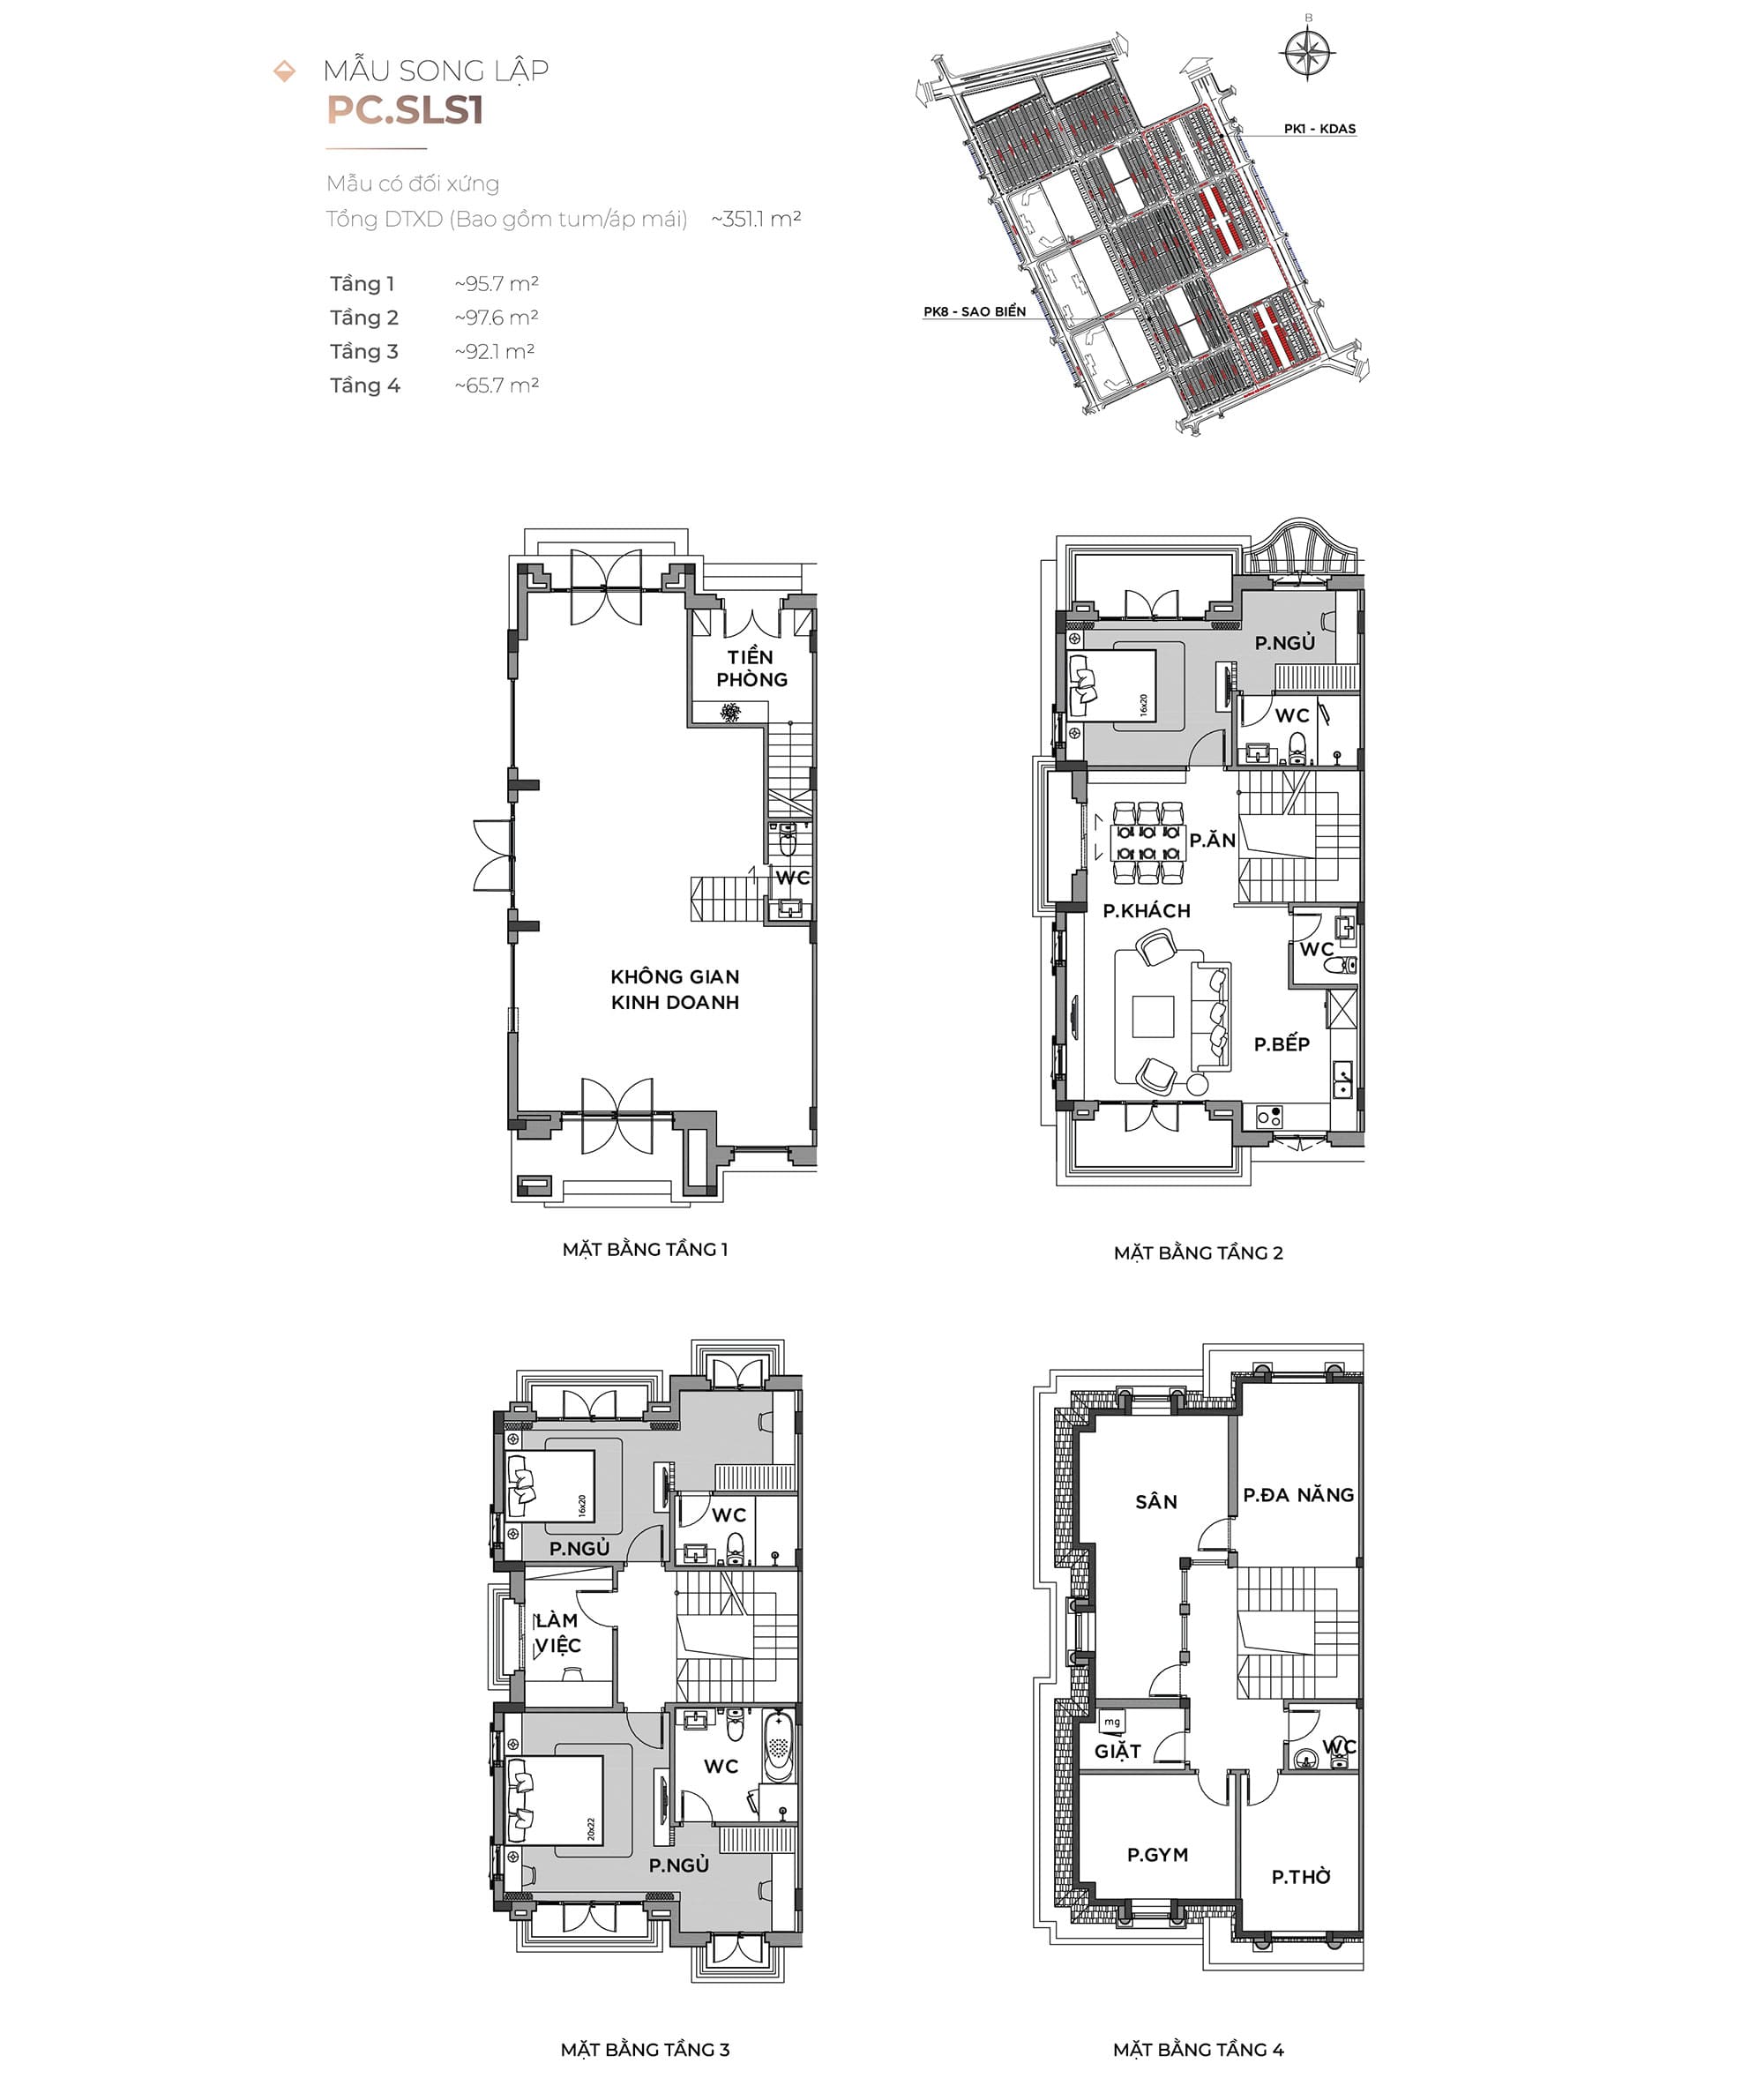 MẪU SONG LẬP
PC.SLS1
Mẫu có đối xứng
Tổng DTXD (Bao gồm tum/áp mái) ~351.1 m²
Tầng 1 ~95.7 m²
Tầng 2 ~97.6 m²
Tầng 3 ~92.1 m²
Tầng 4 ~65.7 m²
B
PK1 - KDAS
PK8 - SAO BIỂN
TIỀN
PHÒNG
WC
KHÔNG GIAN
KINH DOANH
MẶT BẰNG TẦNG 1
P.NGỦ
16x20
WC
P.ĂN
P.KHÁCH
WC
P.BẾP
MẶT BẰNG TẦNG 2
16x20
WC
P.NGỦ
LÀM
VIỆC
WC
20x22
P.NGỦ
MẶT BẰNG TẦNG 3
SÂN
P.ĐA NĂNG
mg
GIẶT
WC
P.GYM
P.THỜ
MẶT BẰNG TẦNG 4